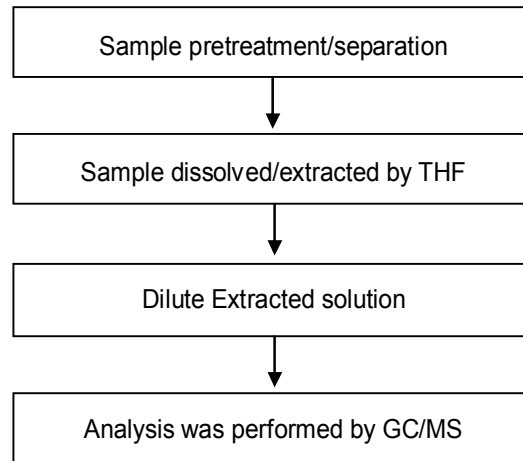 Sample pretreatment/separation
Sample dissolved/extracted by THF
Dilute Extracted solution
Analysis was performed by GC/MS